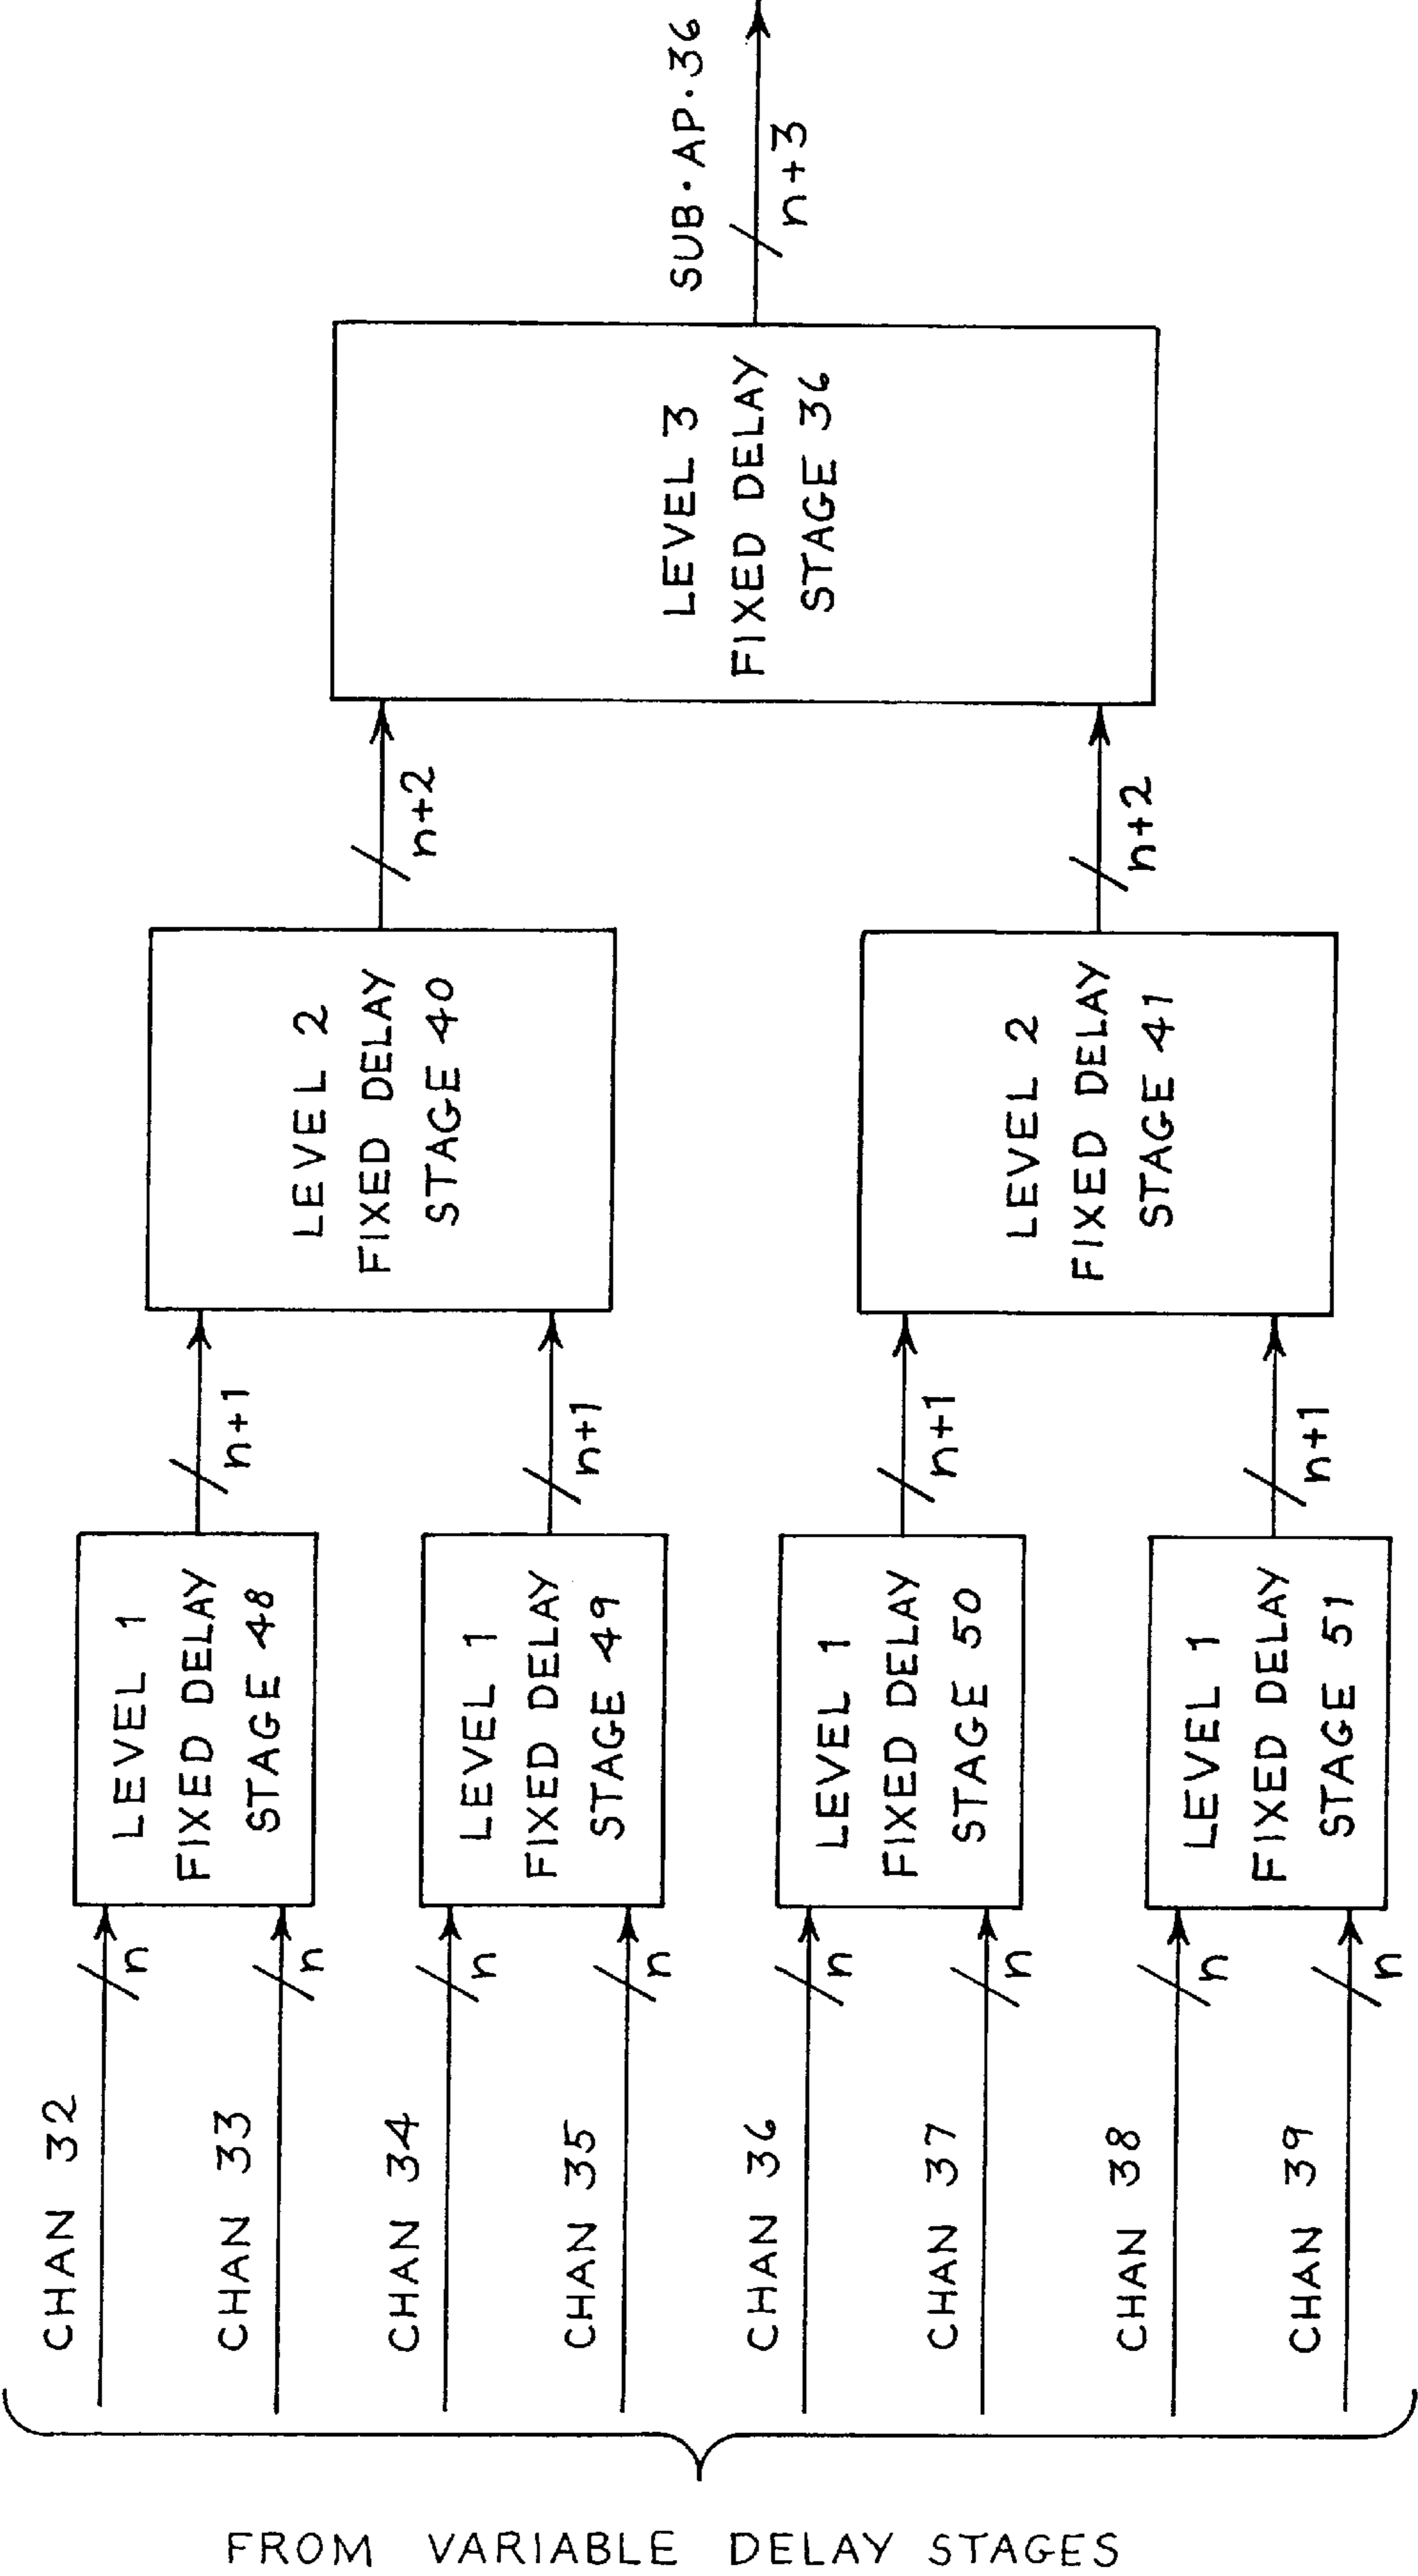 CHAN 32
n
CHAN 33
n
CHAN 34
n
CHAN 35
n
CHAN 36
n
CHAN 37
n
CHAN 38
n
CHAN 39
n
LEVEL 1
FIXED DELAY
STAGE 48
LEVEL 1
FIXED DELAY
STAGE 49
LEVEL 1
FIXED DELAY
STAGE 50
LEVEL 1
FIXED DELAY
STAGE 51
n+1
n+1
n+1
n+1
LEVEL 2
FIXED DELAY
STAGE 40
LEVEL 2
FIXED DELAY
STAGE 41
n+2
n+2
LEVEL 3
FIXED DELAY
STAGE 36
SUB·AP·36
n+3
FROM VARIABLE DELAY STAGES